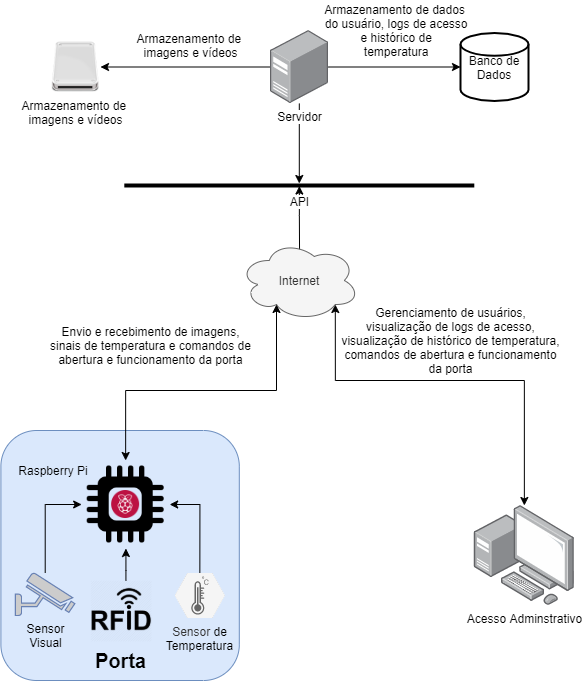 Armazenamento de
imagens e vídeos
Armazenamento de dados
do usuário, logs de acesso
e histórico de
temperatura
Banco de
Dados
Armazenamento de
imagens e vídeos
Servidor
API
Internet
Envio e recebimento de imagens,
sinais de temperatura e comandos de
abertura e funcionamento da porta
Gerenciamento de usuários,
visualização de logs de acesso,
visualização de histórico de temperatura,
comandos de abertura e funcionamento
da porta
Raspberry Pi
°C
RFID
Sensor
Visual
Sensor de
Temperatura
Porta
Acesso Adminstrativo